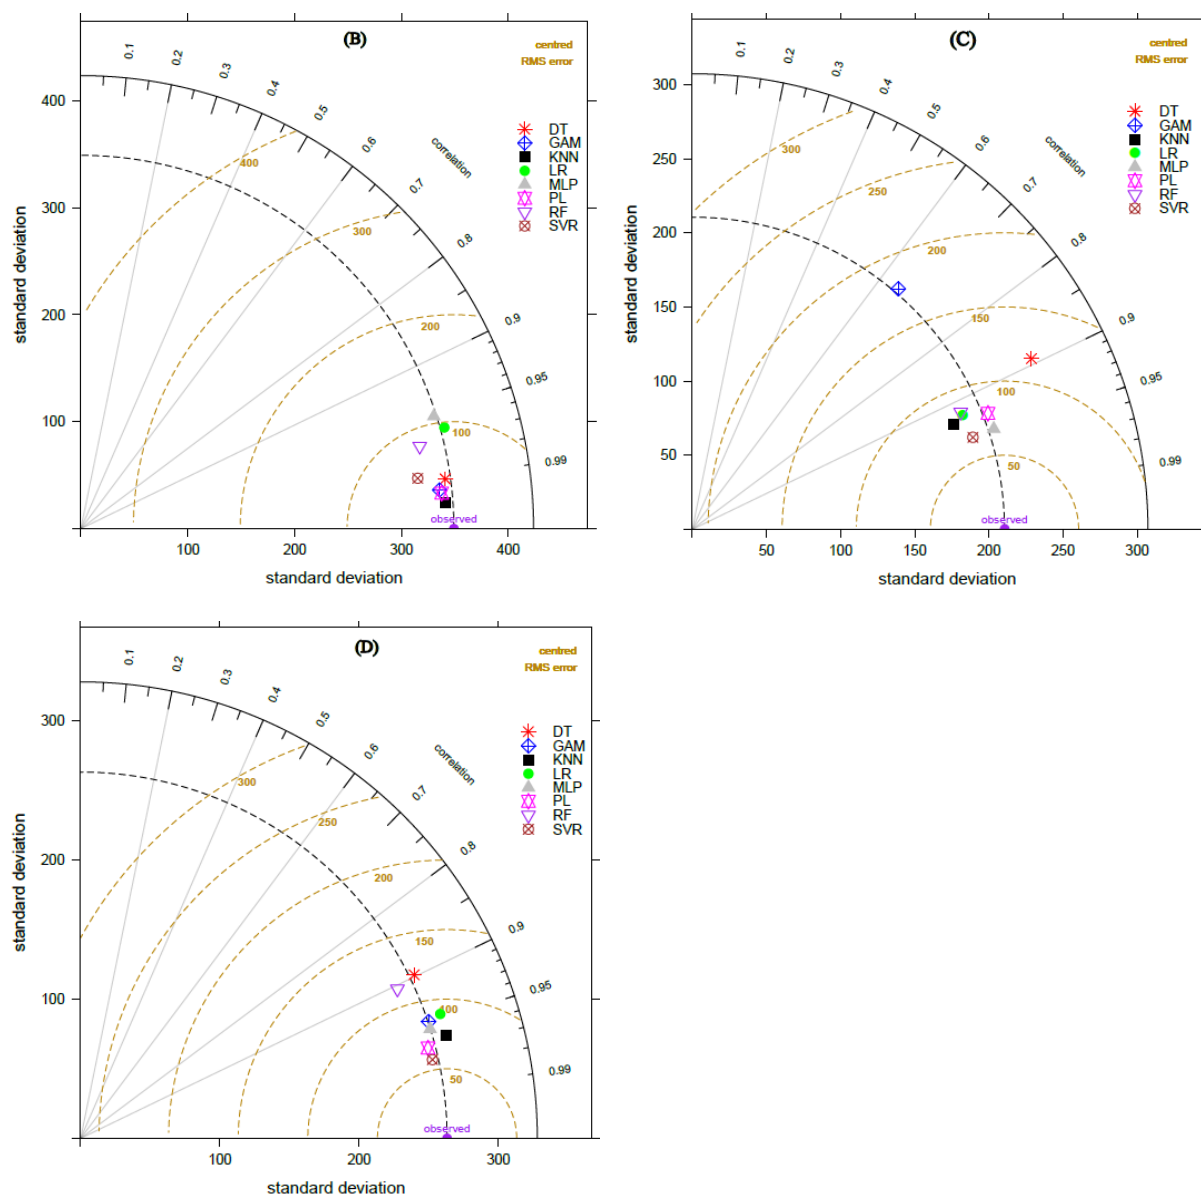 (B)
centred
RMS error
0.1
0.2
0.3
0.4
0.5
0.6
0.7
0.8
0.9
0.95
0.99
correlation
DT
GAM
KNN
LR
MLP
PL
RF
SVR
400
300
200
100
400
300
200
100
observed
standard deviation
100
200
300
400
standard deviation
(C)
centred
RMS error
0.1
0.2
0.3
0.4
0.5
0.6
0.7
0.8
0.9
0.95
0.99
correlation
DT
GAM
KNN
LR
MLP
PL
RF
SVR
300
250
200
150
100
50
300
250
200
150
100
50
observed
standard deviation
50
100
150
200
250
300
standard deviation
(D)
centred
RMS error
0.1
0.2
0.3
0.4
0.5
0.6
0.7
0.8
0.9
0.95
0.99
correlation
DT
GAM
KNN
LR
MLP
PL
RF
SVR
300
200
100
300
250
200
150
100
50
observed
standard deviation
100
200
300
standard deviation